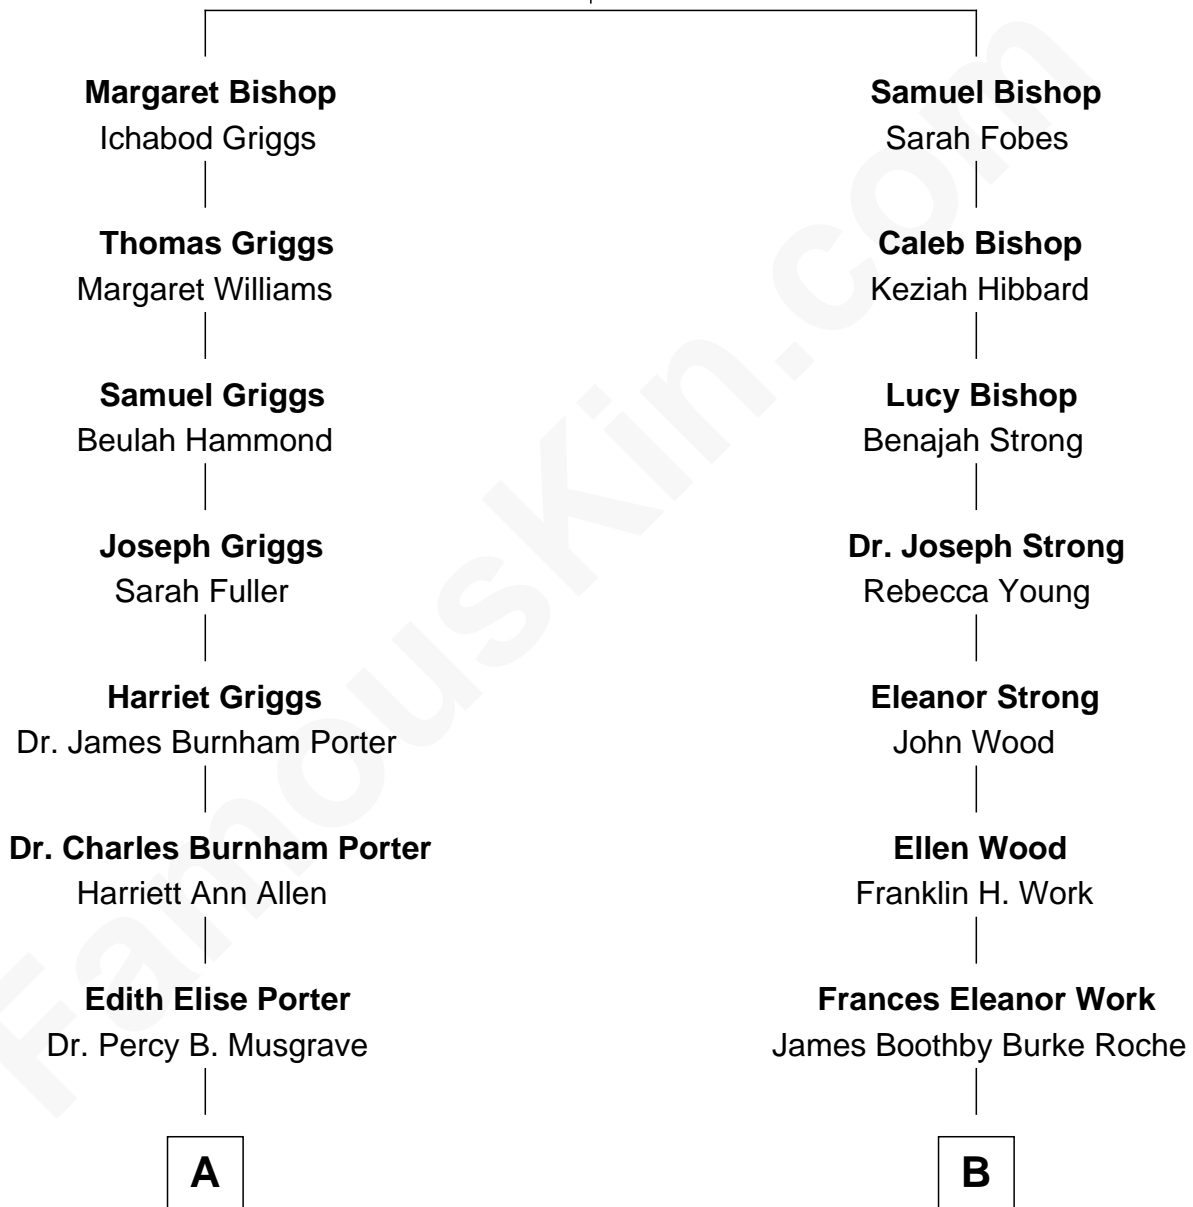 Margaret Bishop
Ichabod Griggs
Samuel Bishop
Sarah Fobes
Thomas Griggs
Margaret Williams
Caleb Bishop
Keziah Hibbard
Samuel Griggs
Beulah Hammond
Lucy Bishop
Benajah Strong
Joseph Griggs
Sarah Fuller
Dr. Joseph Strong
Rebecca Young
Harriet Griggs
Dr. James Burnham Porter
Eleanor Strong
John Wood
Dr. Charles Burnham Porter
Harriett Ann Allen
Ellen Wood
Franklin H. Work
Edith Elise Porter
Dr. Percy B. Musgrave
Frances Eleanor Work
James Boothby Burke Roche
A
B
FamousKin.com